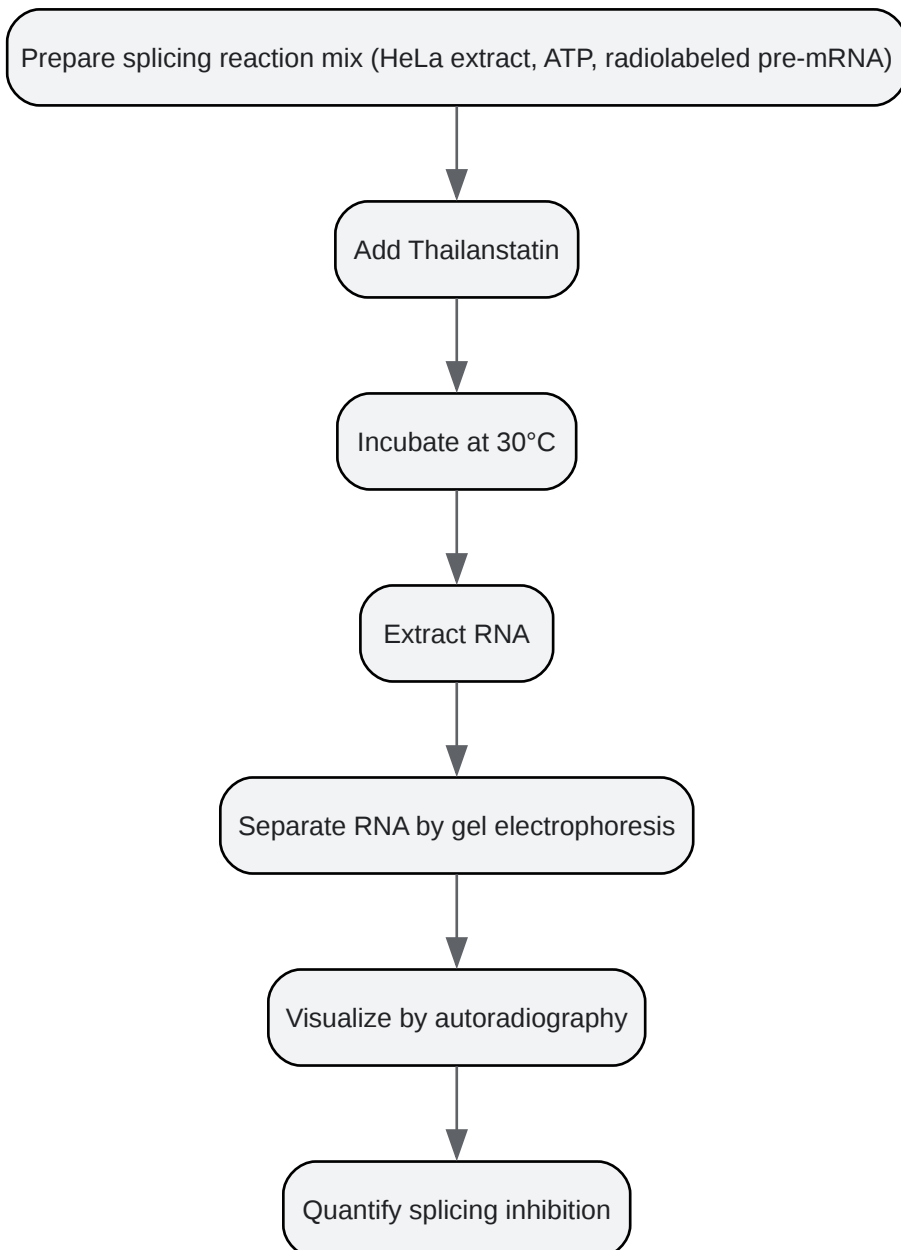 Prepare splicing reaction mix (HeLa extract, ATP, radiolabeled pre-mRNA)
Add Thailanstatin
Incubate at 30°C
Extract RNA
Separate RNA by gel electrophoresis
Visualize by autoradiography
Quantify splicing inhibition